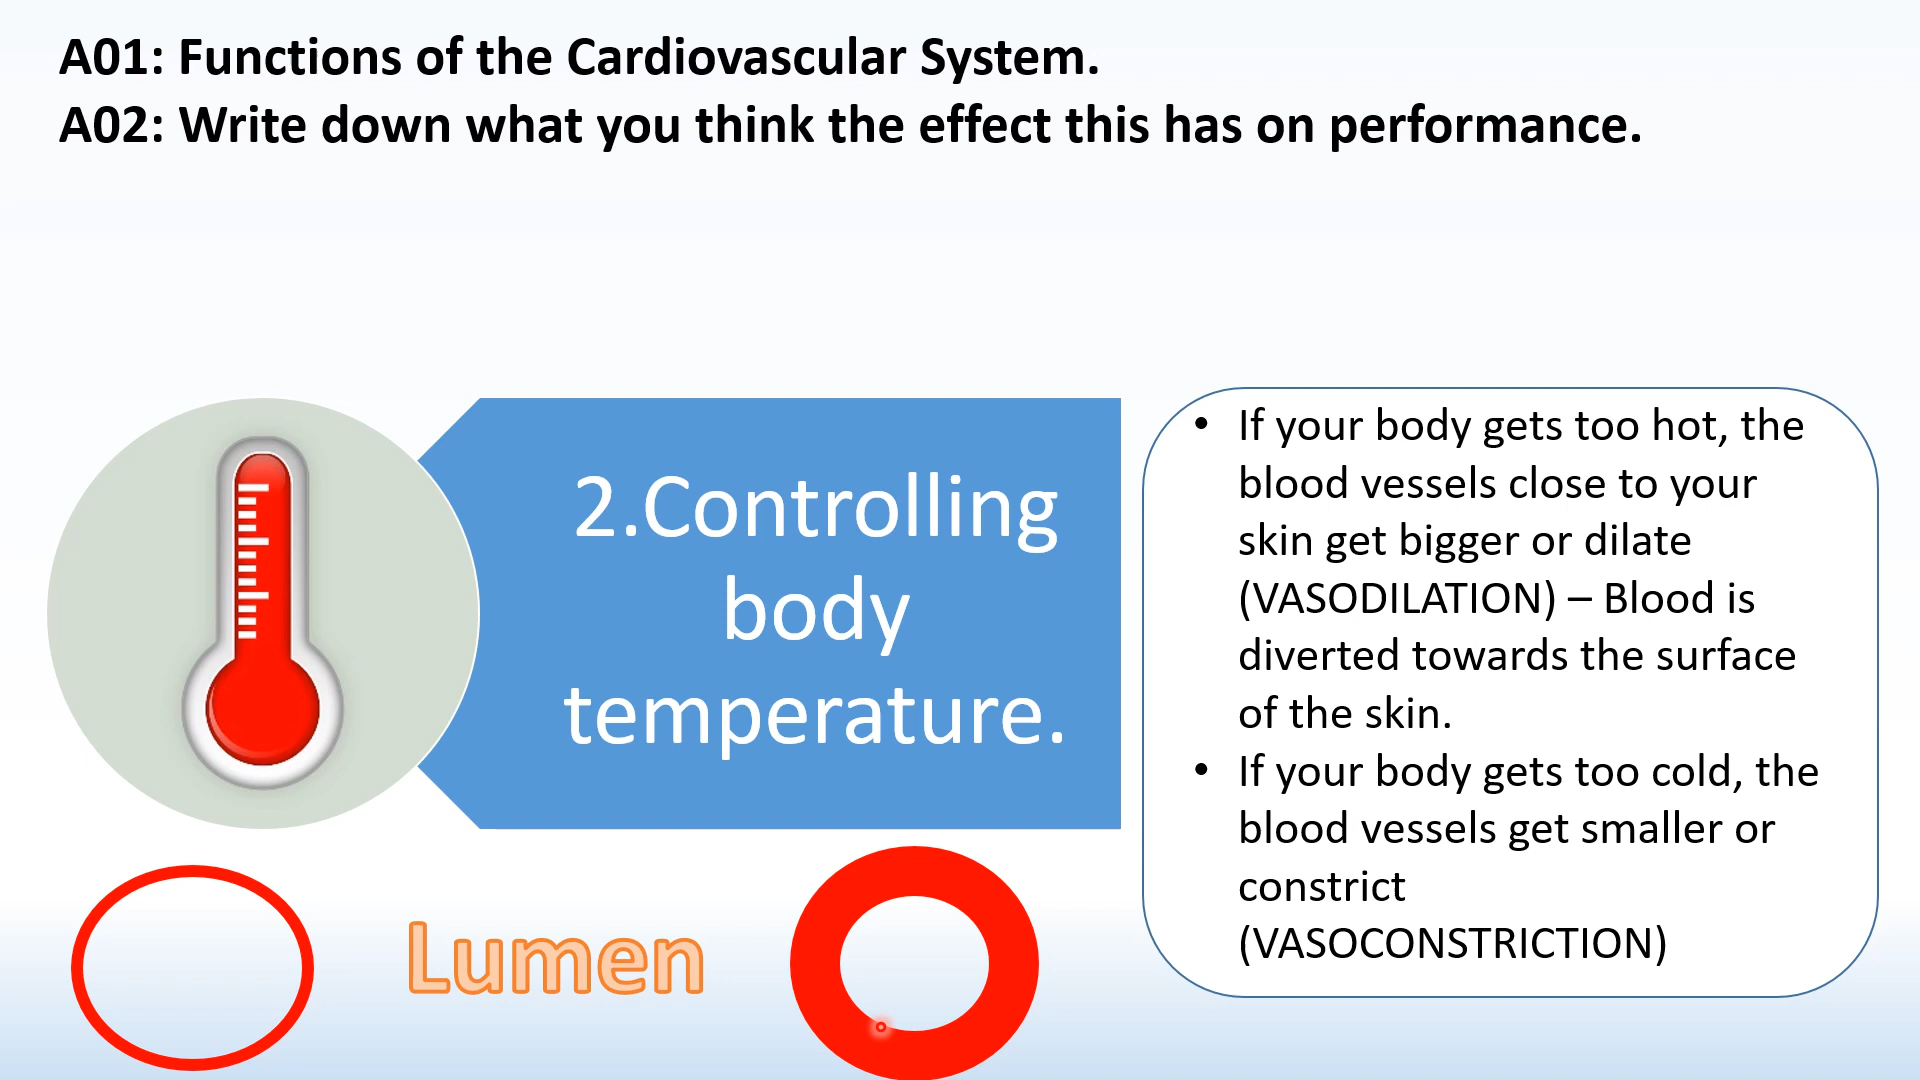 A01: Functions of the Cardiovascular System.
A02: Write down what you think the effect this has on performance.
2.Controlling
body
temperature.
• If your body gets too hot, the
blood vessels close to your
skin get bigger or dilate
(VASODILATION) – Blood is
diverted towards the surface
of the skin.
• If your body gets too cold, the
blood vessels get smaller or
constrict
(VASOCONSTRICTION)
Lumen